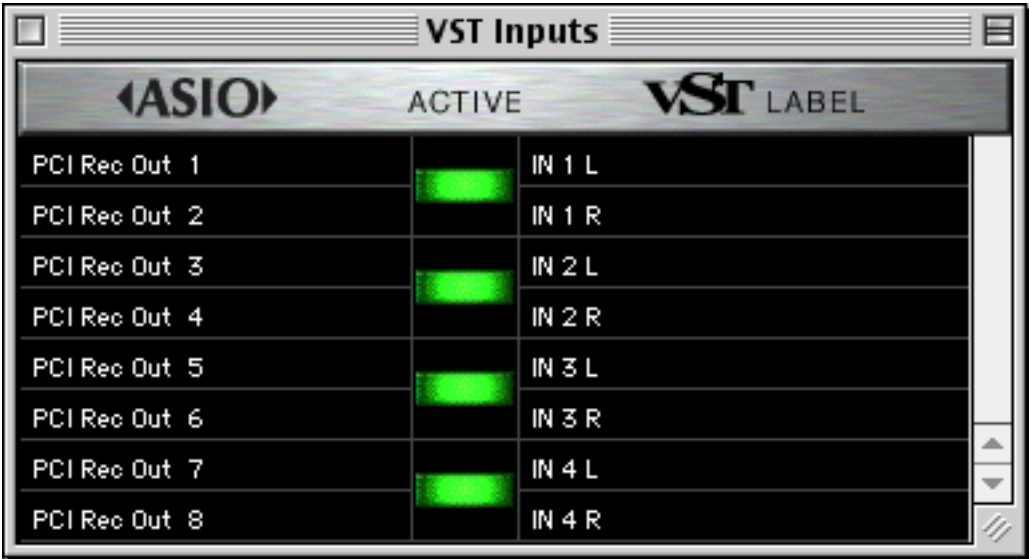 VST Inputs
ASIO ACTIVE VST LABEL
PCI Rec Out 1 IN 1 L
PCI Rec Out 2 IN 1 R
PCI Rec Out 3 IN 2 L
PCI Rec Out 4 IN 2 R
PCI Rec Out 5 IN 3 L
PCI Rec Out 6 IN 3 R
PCI Rec Out 7 IN 4 L
PCI Rec Out 8 IN 4 R